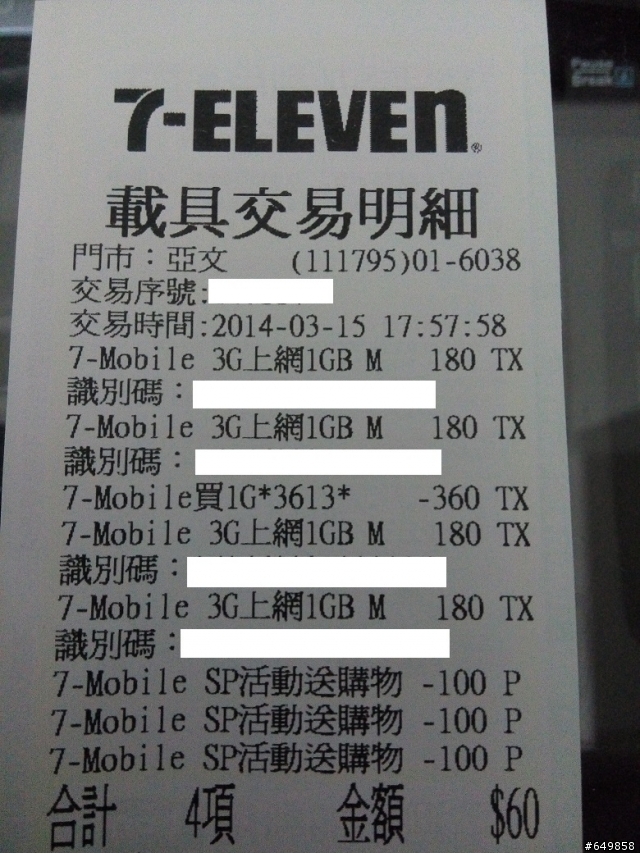 Pause
Break
7-ELEVEn®
載具交易明細
門市：亞文 (111795)01-6038
交易序號:
交易時間:2014-03-15 17:57:58
7-Mobile 3G上網1GB M 180 TX
識別碼：
7-Mobile 3G上網1GB M 180 TX
識別碼：
7-Mobile買1G*3613* -360 TX
7-Mobile 3G上網1GB M 180 TX
識別碼：
7-Mobile 3G上網1GB M 180 TX
識別碼：
7-Mobile SP活動送購物 -100 P
7-Mobile SP活動送購物 -100 P
7-Mobile SP活動送購物 -100 P
合計 4項 金額 $60
#649858